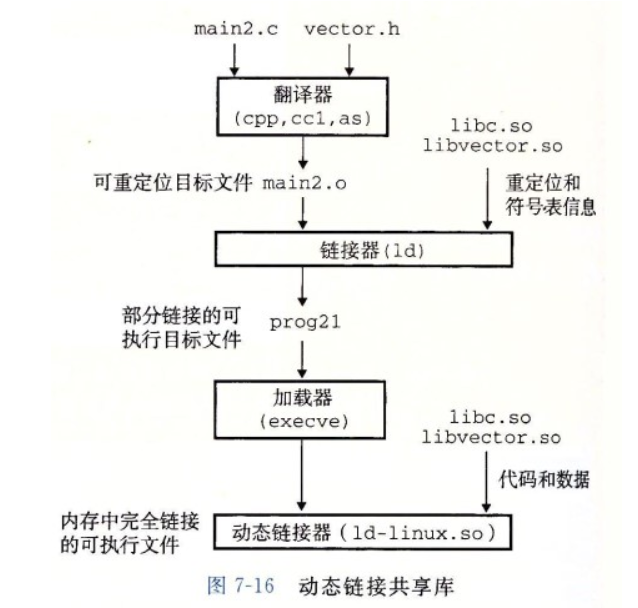 main2.c vector.h
翻译器
(cpp,cc1,as)
libc.so
libvector.so
可重定位目标文件 main2.o
重定位和
符号表信息
链接器(ld)
部分链接的可
执行目标文件
prog21
加载器
(execve)
libc.so
libvector.so
代码和数据
内存中完全链接
的可执行文件
动态链接器(ld-linux.so)
图 7-16 动态链接共享库